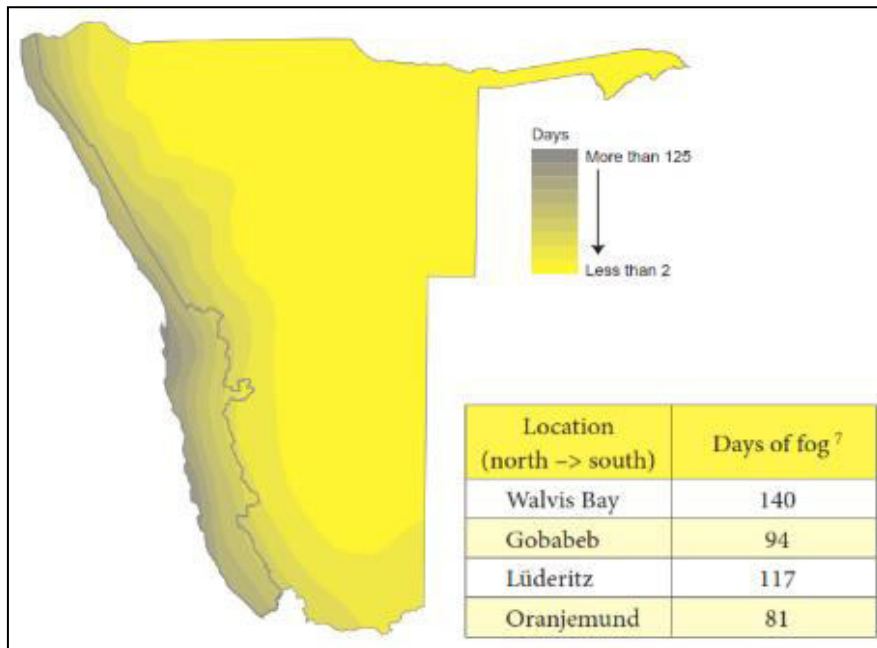 Days
More than 125
Less than 2
Location
(north –> south)
Days of fog 7
Walvis Bay 140
Gobabeb 94
Lüderitz 117
Oranjemund 81